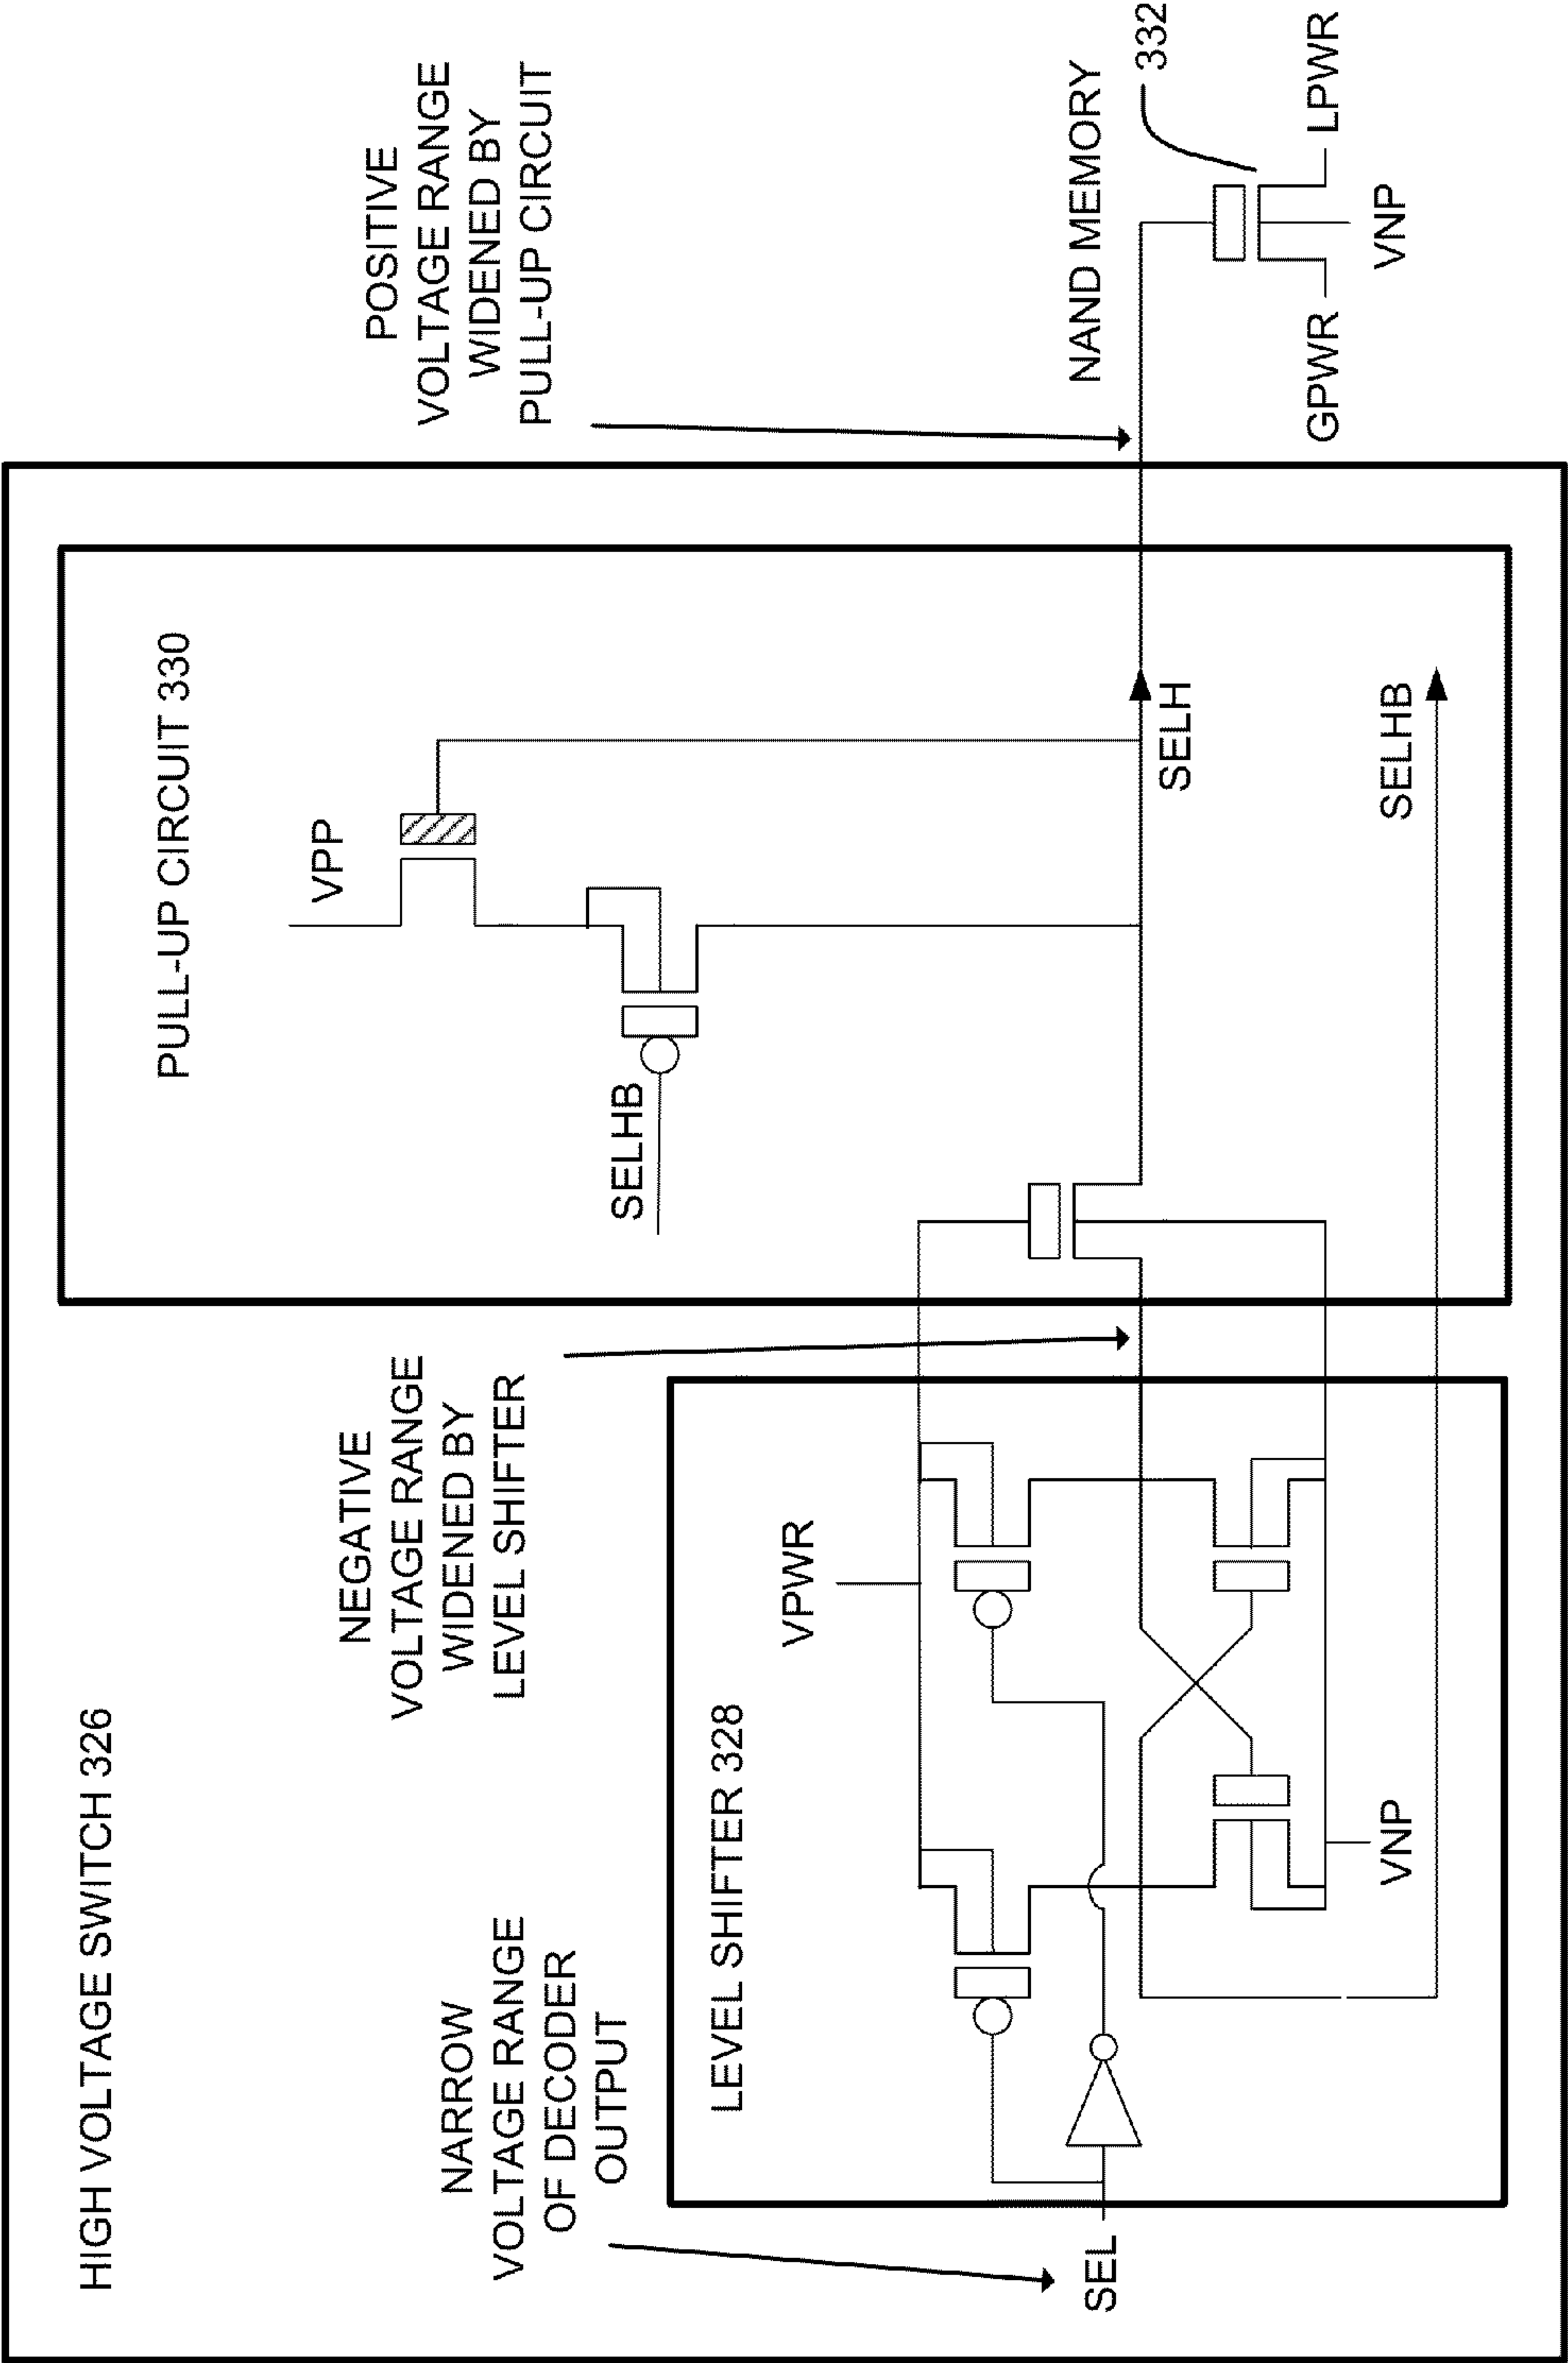 HIGH VOLTAGE SWITCH 326
NARROW
VOLTAGE RANGE
OF DECODER
OUTPUT
SEL
LEVEL SHIFTER 328
VPWR
VNP
NEGATIVE
VOLTAGE RANGE
WIDENED BY
LEVEL SHIFTER
PULL-UP CIRCUIT 330
VPP
SELHB
SELH
SELHB
POSITIVE
VOLTAGE RANGE
WIDENED BY
PULL-UP CIRCUIT
NAND MEMORY
332
GPWR
LPWR
VNP